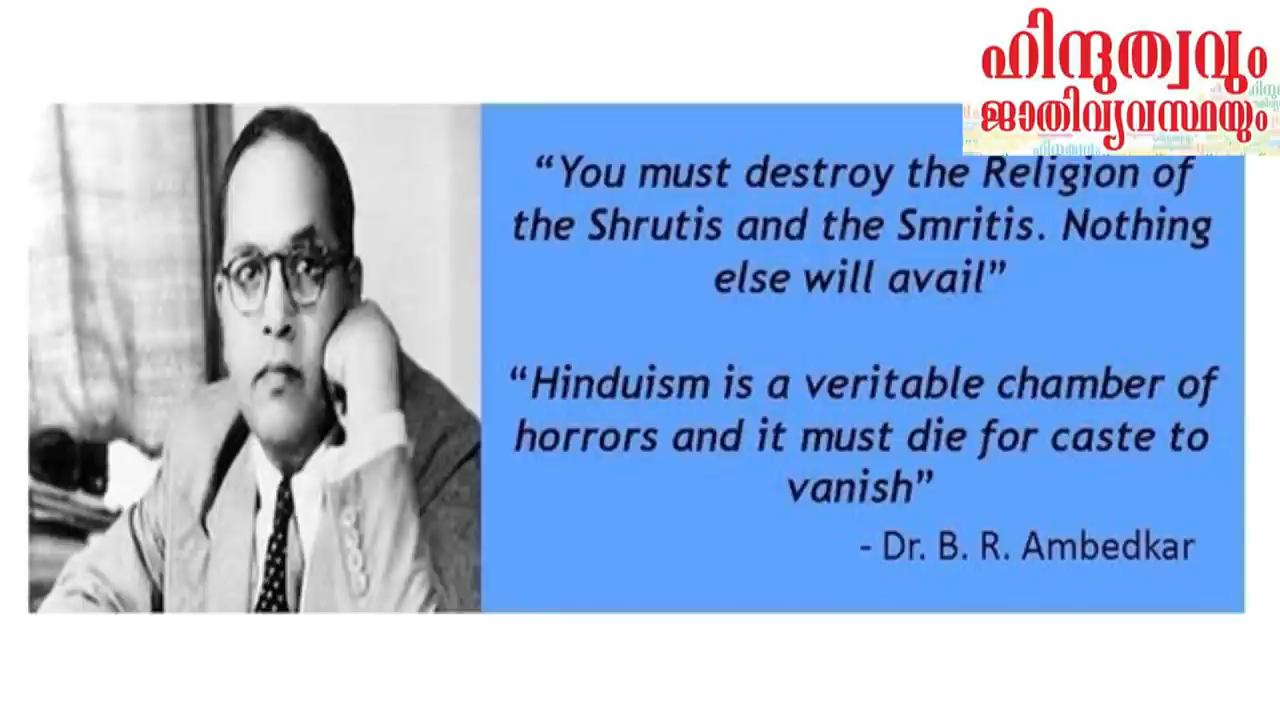 ഹിന്ദുത്വവും
ജാതിവ്യവസ്ഥയും
“You must destroy the Religion of
the Shrutis and the Smritis. Nothing
else will avail”
“Hinduism is a veritable chamber of
horrors and it must die for caste to
vanish”
- Dr. B. R. Ambedkar